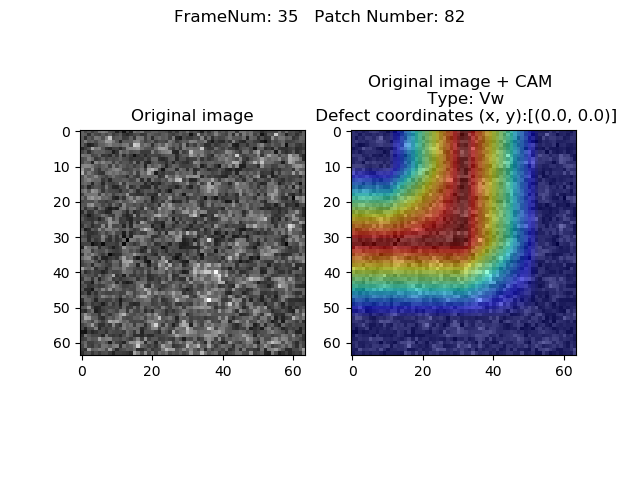 FrameNum: 35   Patch Number: 82
Original image
0
10
20
30
40
50
60
0 20 40 60
Original image + CAM
Type: Vw
Defect coordinates (x, y):[(0.0, 0.0)]
0
10
20
30
40
50
60
0 20 40 60